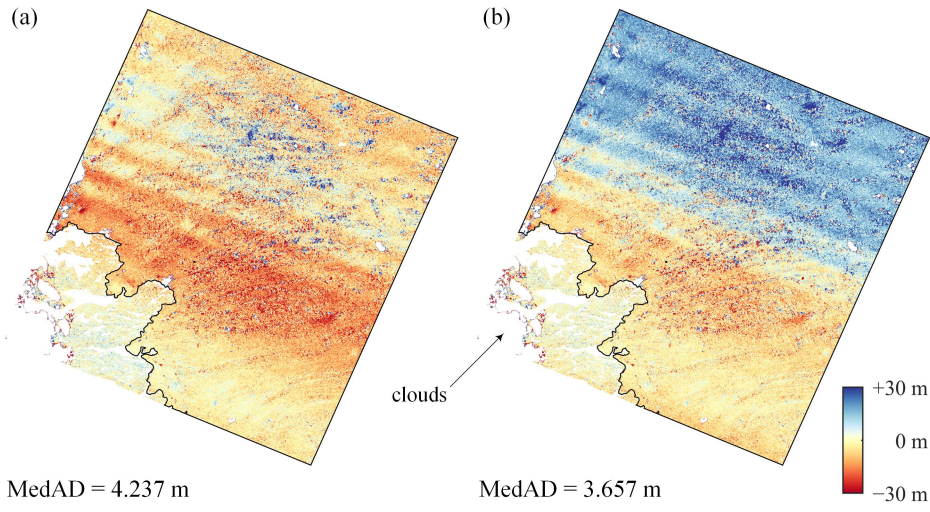 (a)
(b)
clouds
+30 m
0 m
−30 m
MedAD = 4.237 m
MedAD = 3.657 m